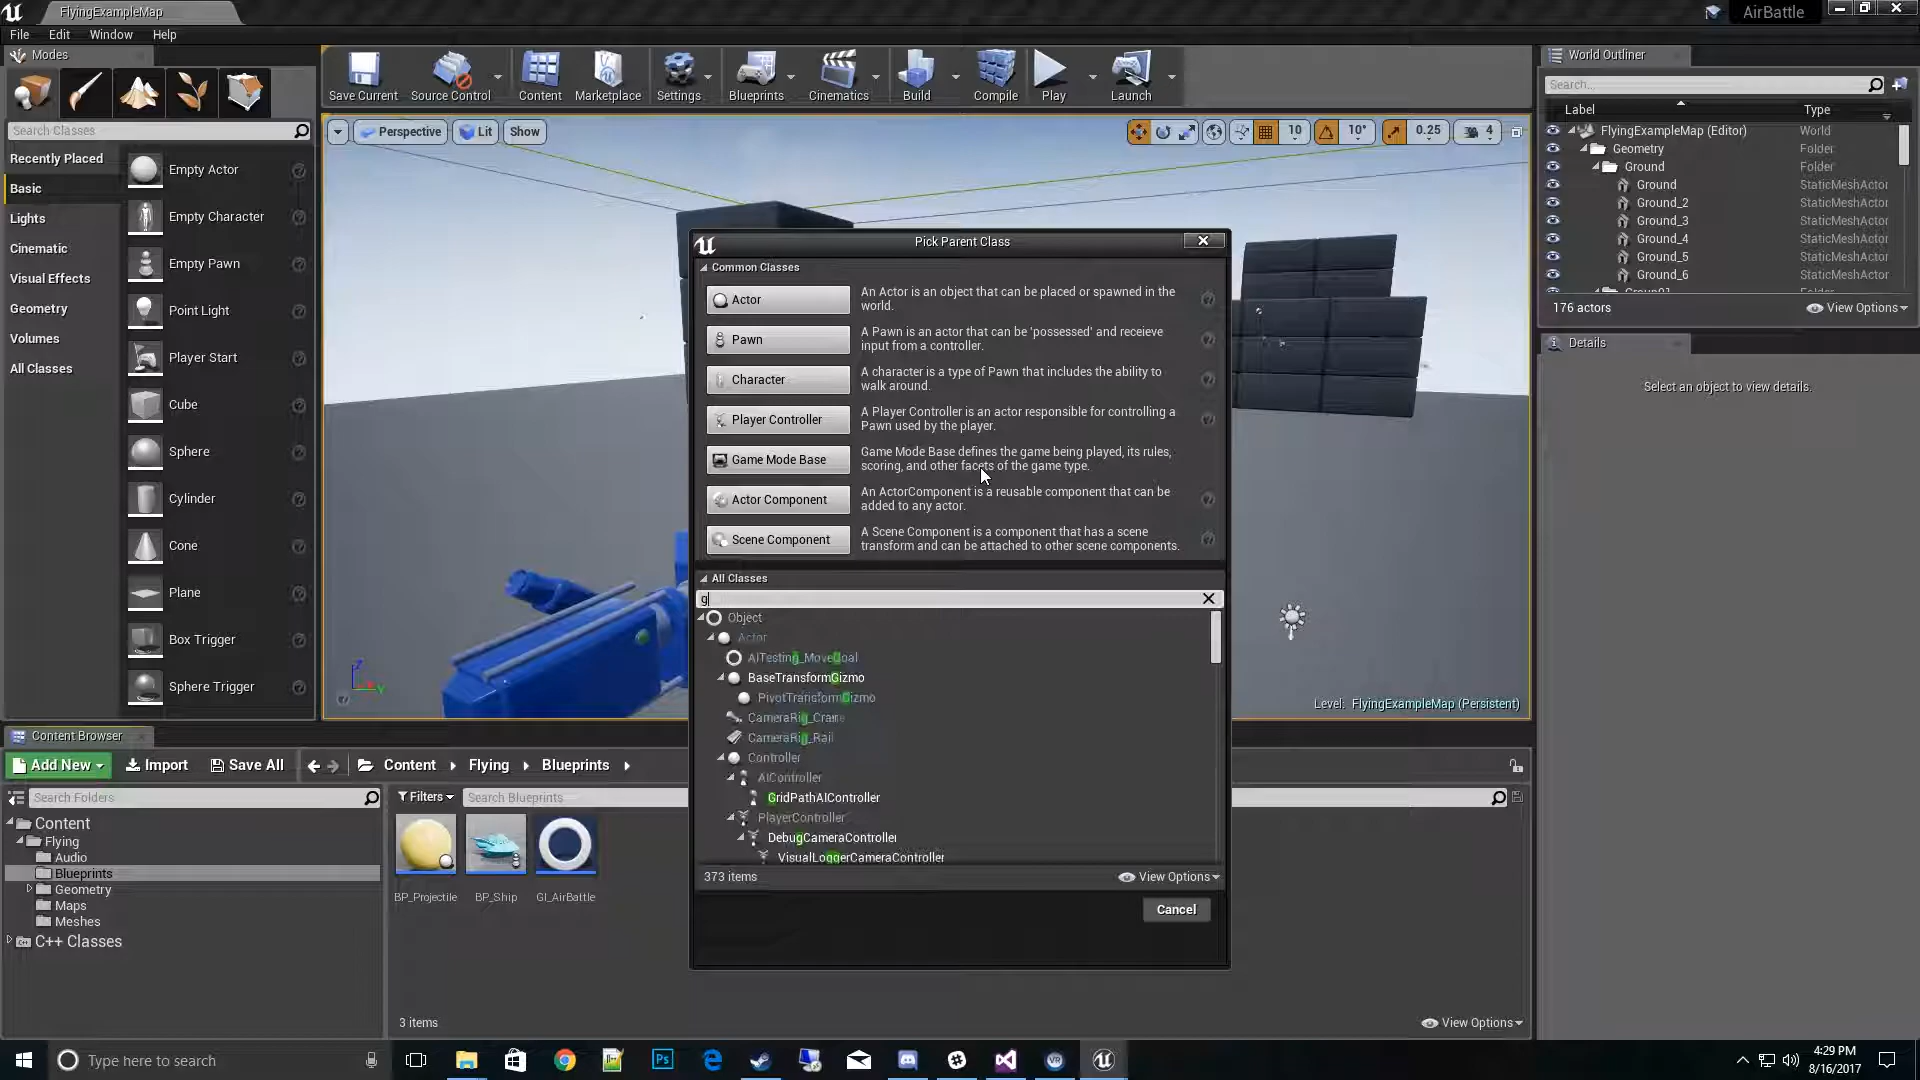 FlyingExampleMap
AirBattle
File Edit Window Help
Modes
Search Classes
Recently Placed
Basic
Lights
Cinematic
Visual Effects
Geometry
Volumes
All Classes
Empty Actor
Empty Character
Empty Pawn
Point Light
Player Start
Cube
Sphere
Cylinder
Cone
Plane
Box Trigger
Sphere Trigger
Save Current Source Control Content Marketplace Settings Blueprints Cinematics Build Compile Play Launch
Perspective Lit Show
10 10° 0.25 4
Level: FlyingExampleMap (Persistent)
Pick Parent Class
Common Classes
Actor
An Actor is an object that can be placed or spawned in the
world.
Pawn
A Pawn is an actor that can be 'possessed' and receieve
input from a controller.
Character
A character is a type of Pawn that includes the ability to
walk around.
Player Controller
A Player Controller is an actor responsible for controlling a
Pawn used by the player.
Game Mode Base
Game Mode Base defines the game being played, its rules,
scoring, and other facets of the game type.
Actor Component
An ActorComponent is a reusable component that can be
added to any actor.
Scene Component
A Scene Component is a component that has a scene
transform and can be attached to other scene components.
All Classes
g
Object
Actor
AITesting_MoveGoal
BaseTransformGizmo
PivotTransformGizmo
CameraRig_Crane
CameraRig_Rail
Controller
AIController
GridPathAIController
PlayerController
DebugCameraController
VisualLoggerCameraController
373 items
View Options
Cancel
World Outliner
Search...
Label Type
FlyingExampleMap (Editor) World
Geometry Folder
Ground Folder
Ground StaticMeshActor
Ground_2 StaticMeshActor
Ground_3 StaticMeshActor
Ground_4 StaticMeshActor
Ground_5 StaticMeshActor
Ground_6 StaticMeshActor
176 actors
View Options
Details
Select an object to view details.
Content Browser
Add New Import Save All Content Flying Blueprints
Search Folders
Filters
Search Blueprints
Content
Flying
Audio
Blueprints
Geometry
Maps
Meshes
C++ Classes
BP_Projectile
BP_Ship
GI_AirBattle
3 items
View Options
Type here to search
4:29 PM
8/16/2017